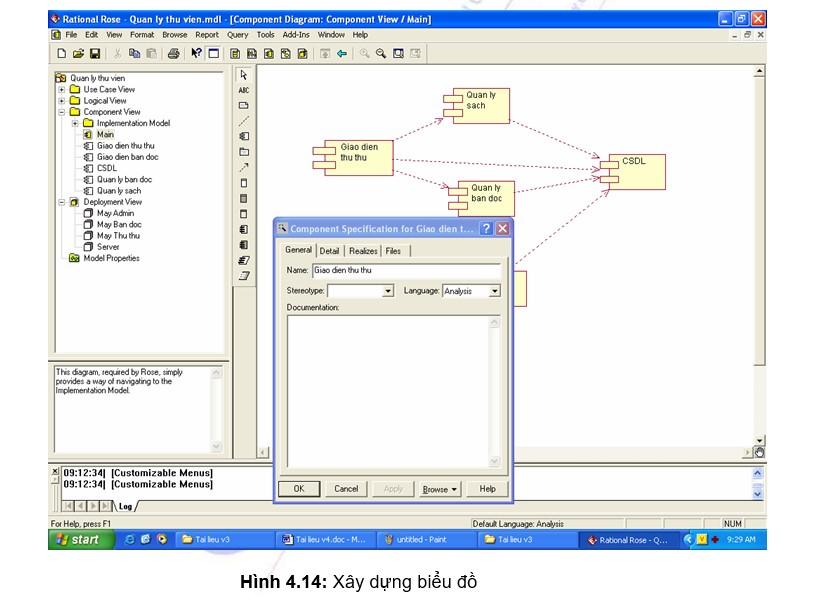 Rational Rose - Quan ly thu vien.mdl - [Component Diagram: Component View / Main]
File Edit View Format Browse Report Query Tools Add-Ins Window Help
ABC
Quan ly thu vien
Use Case View
Logical View
Component View
Implementation Model
Main
Giao dien thu thu
Giao dien ban doc
CSDL
Quan ly ban doc
Quan ly sach
Deployment View
May Admin
May Ban doc
May Thu thu
Server
Model Properties
This diagram, required by Rose, simply
provides a way of navigating to the
Implementation Model.
Quan ly
sach
Giao dien
thu thu
CSDL
Quan ly
ban doc
Component Specification for Giao dien t...
General Detail Realizes Files
Name: Giao dien thu thu
Stereotype: Language: Analysis
Documentation:
OK Cancel Apply Browse Help
09:12:34| [Customizable Menus]
09:12:34| [Customizable Menus]
Log
For Help, press F1 Default Language: Analysis NUM
start Tai lieu v3 Tai lieu v4.doc - M... untitled - Paint Tai lieu v3 Rational Rose - Q... 9:29 AM
Hình 4.14: Xây dựng biểu đồ